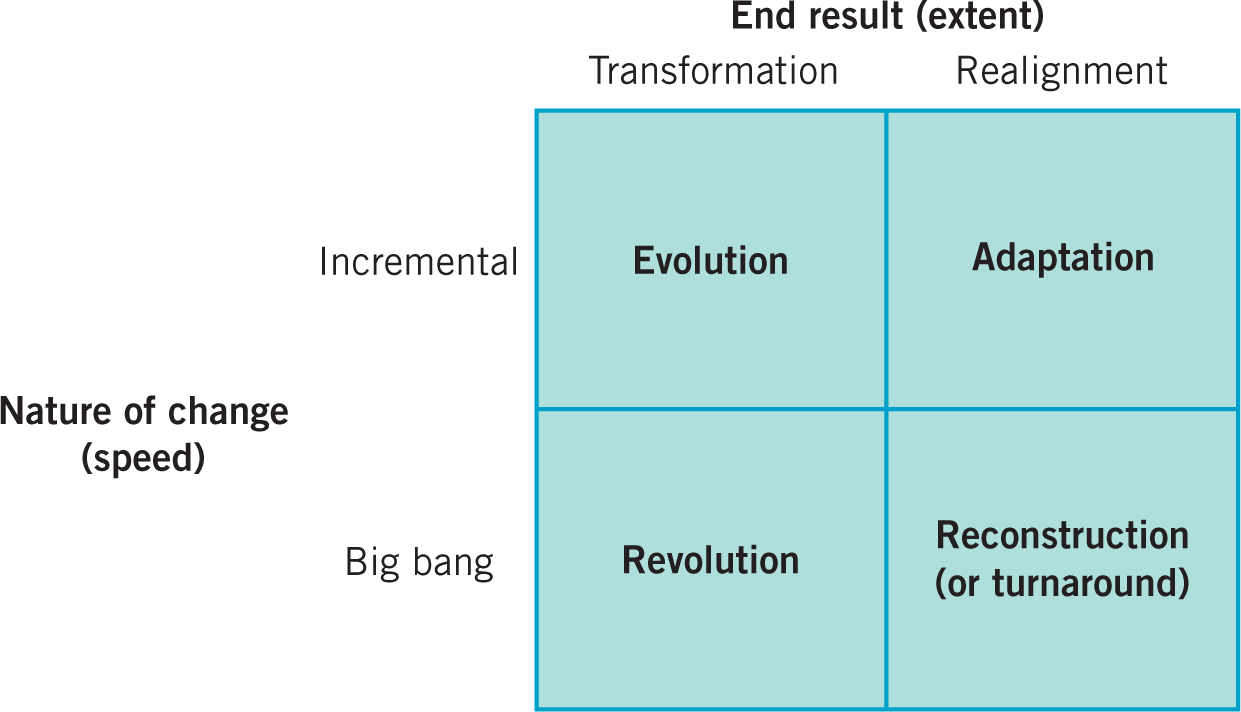 End result (extent)
Transformation
Realignment
Incremental
Evolution
Adaptation
Nature of change
(speed)
Big bang
Revolution
Reconstruction
(or turnaround)